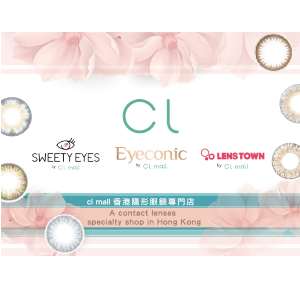 cl
SWEETY EYES
by cl mall
Eyeconic
by cl mall
LENSTOWN
by cl mall
cl mall 香港隱形眼鏡專門店
A contact lenses
specialty shop in Hong Kong